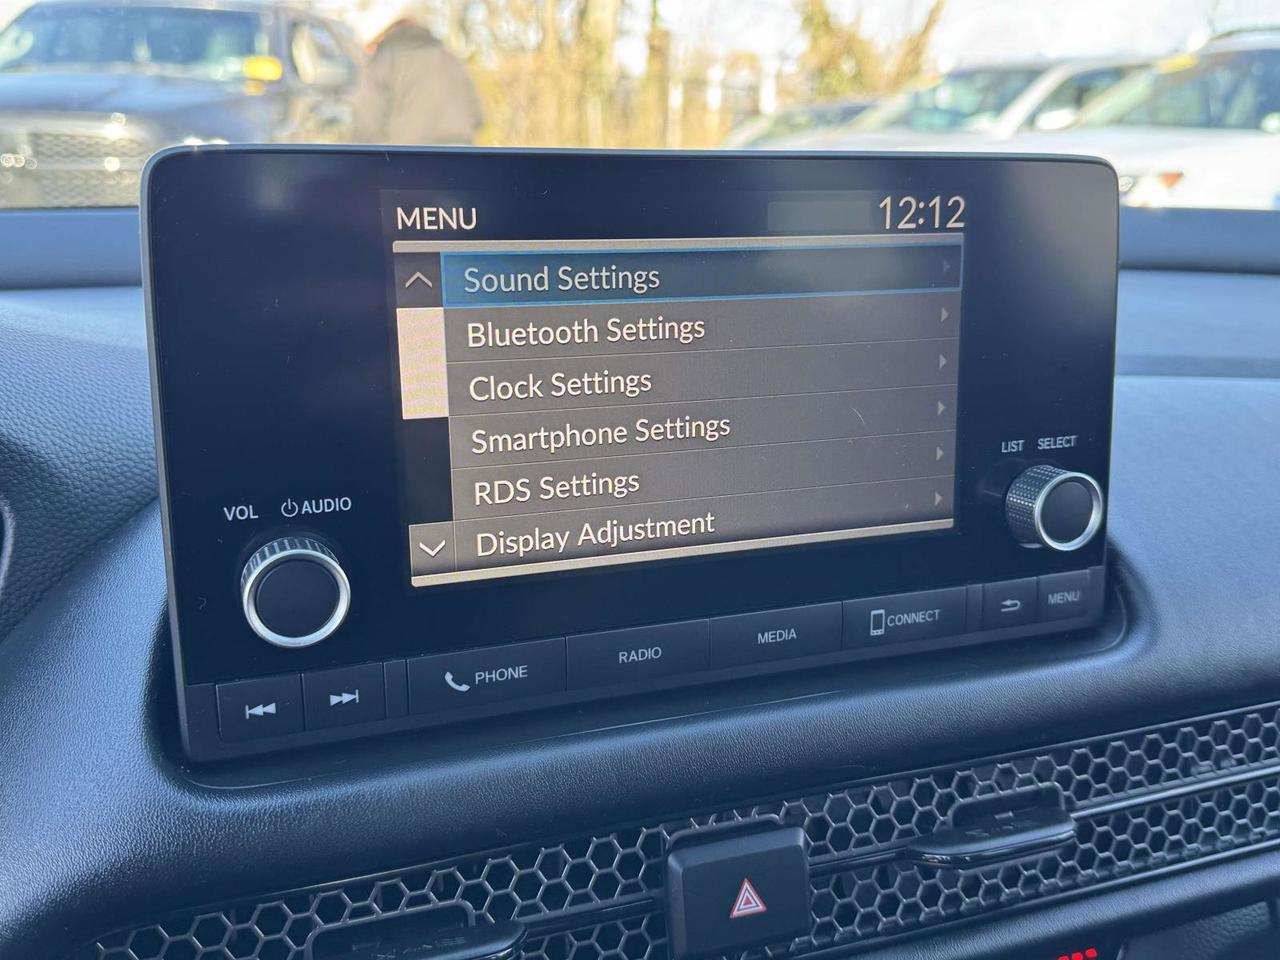 MENU 12:12
Sound Settings
Bluetooth Settings
Clock Settings
Smartphone Settings
RDS Settings
Display Adjustment
LIST SELECT
VOL AUDIO
PHONE RADIO MEDIA CONNECT MENU